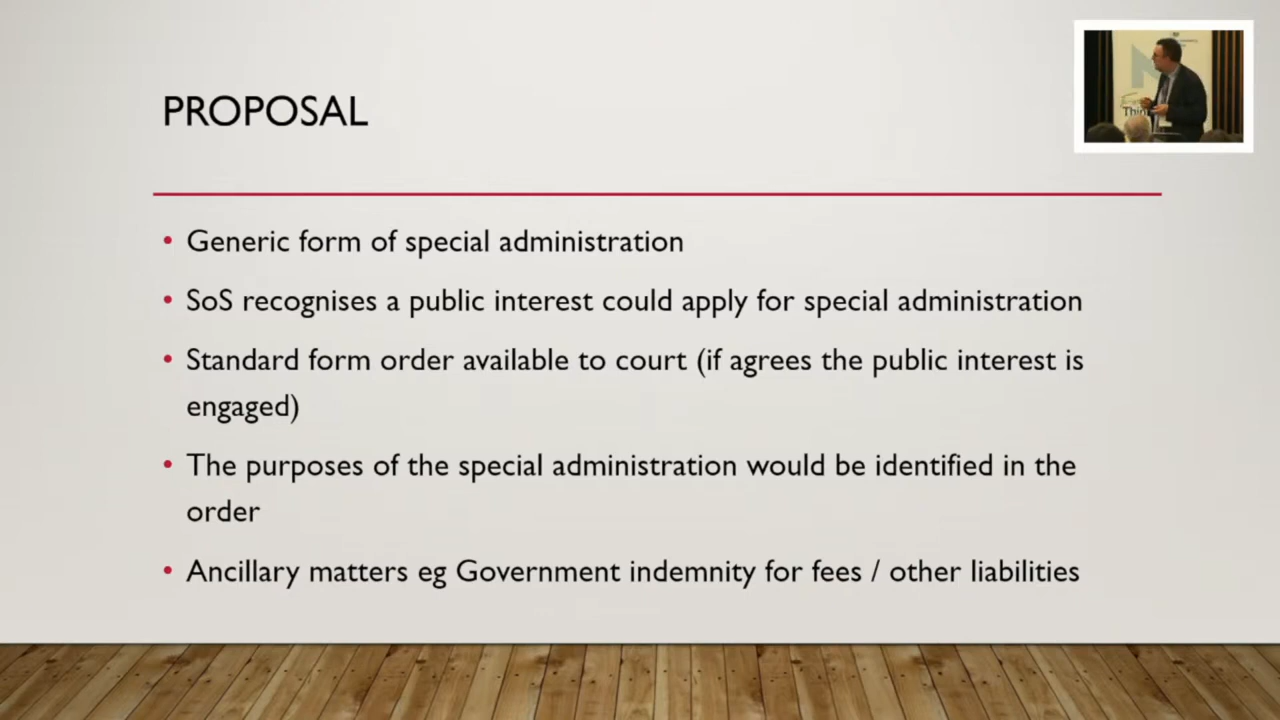 PROPOSAL
• Generic form of special administration
• SoS recognises a public interest could apply for special administration
• Standard form order available to court (if agrees the public interest is
engaged)
• The purposes of the special administration would be identified in the
order
• Ancillary matters eg Government indemnity for fees / other liabilities